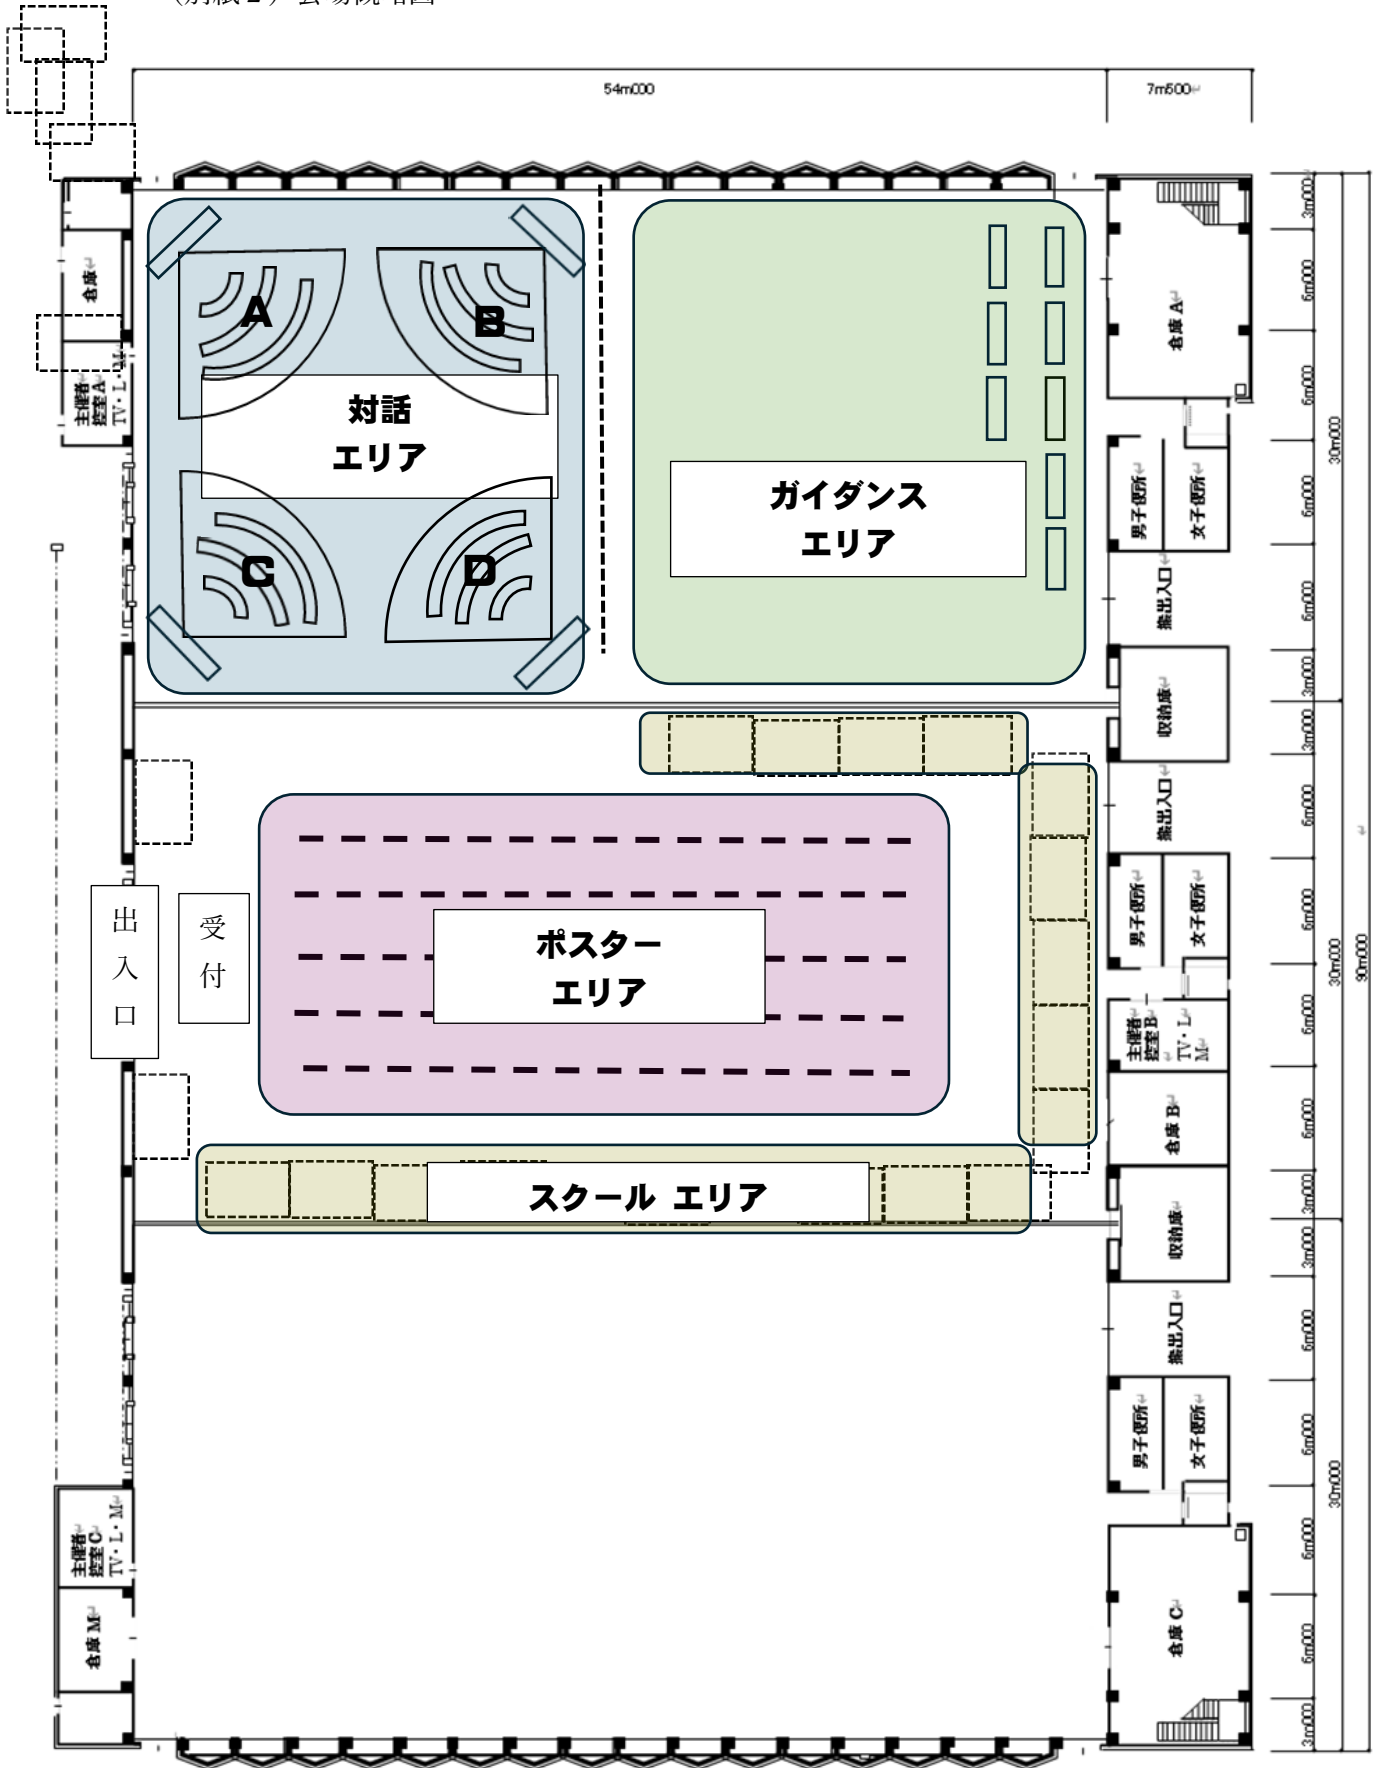 (別紙２) 会場概略図
54m000
7m500
3m000
倉庫
A
B
倉庫A
6m000
主催者
控室A
TV・L・M
対話
エリア
6m000
30m000
ガイダンス
エリア
男子便所
女子便所
6m000
C
D
搬出入口
6m000
3m000
収納庫
3m000
搬出入口
6m000
90m000
出入口
受付
ポスター
エリア
男子便所
女子便所
6m000
30m000
主催者
控室B
TV・L
M
6m000
倉庫B
6m000
スクール エリア
3m000
収納庫
3m000
搬出入口
6m000
男子便所
女子便所
6m000
30m000
主催者
控室C
TV・L・M
6m000
倉庫M
倉庫C
6m000
3m000